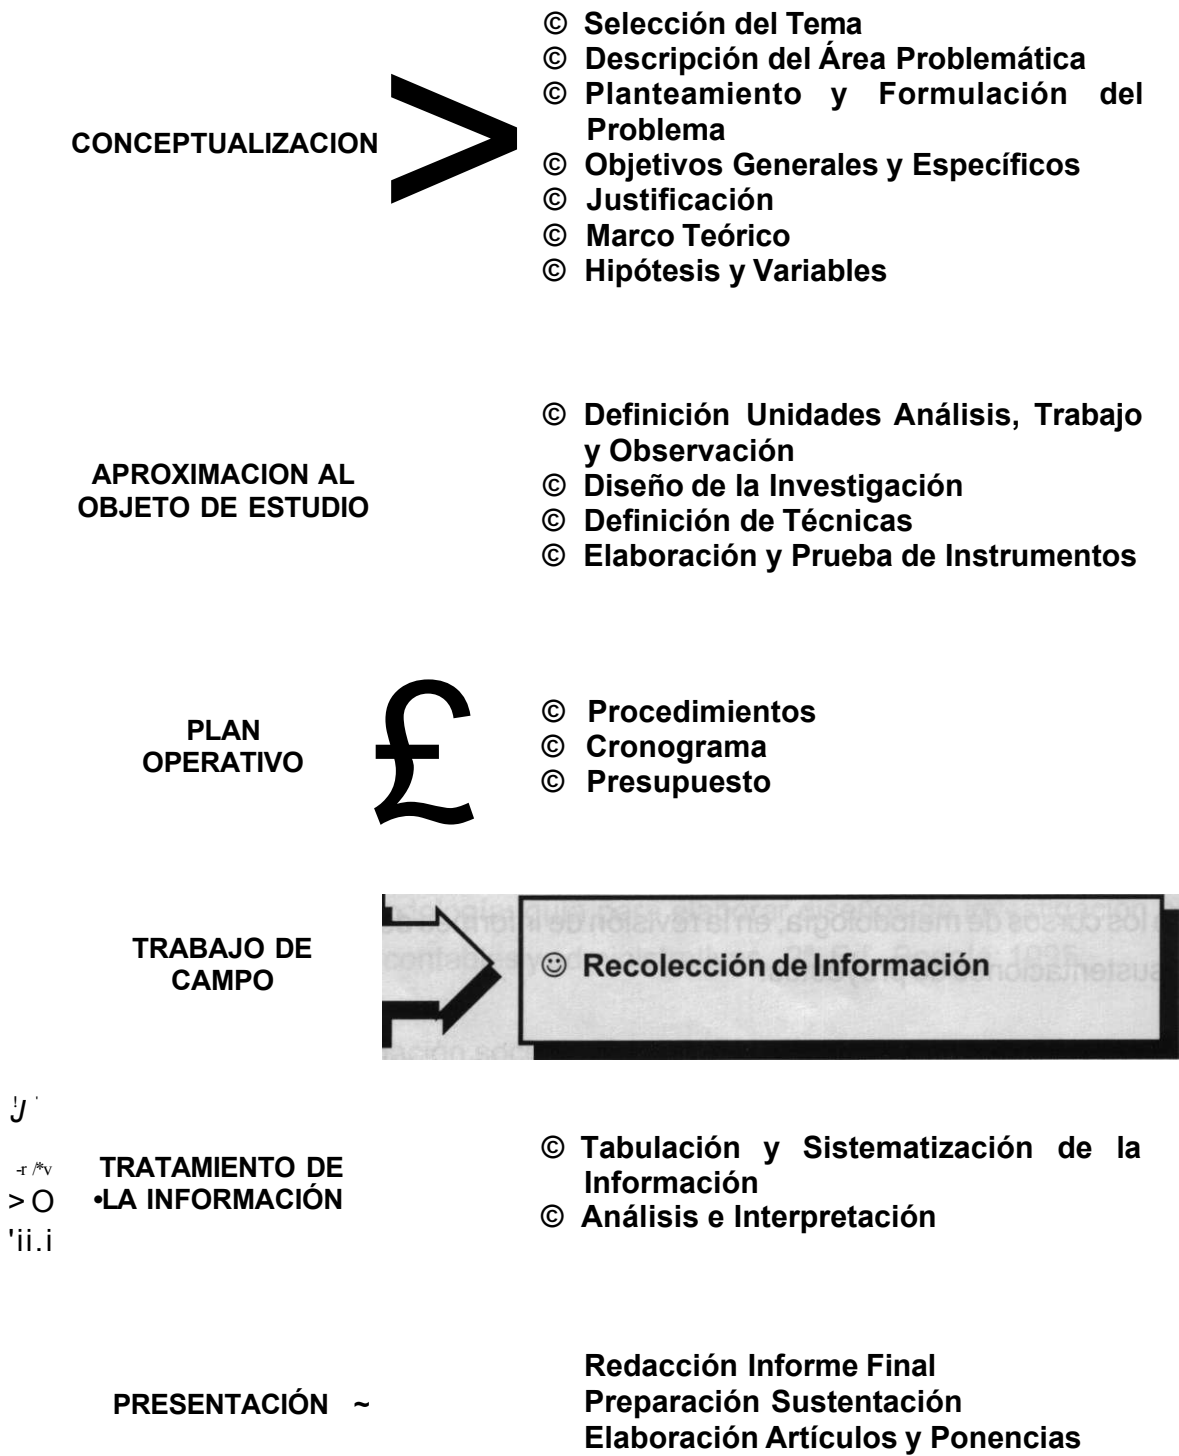 © Selección del Tema
© Descripción del Área Problemática
© Planteamiento y Formulación del
Problema
CONCEPTUALIZACION >
© Objetivos Generales y Específicos
© Justificación
© Marco Teórico
© Hipótesis y Variables
© Definición Unidades Análisis, Trabajo
y Observación
APROXIMACION AL
OBJETO DE ESTUDIO
© Diseño de la Investigación
© Definición de Técnicas
© Elaboración y Prueba de Instrumentos
PLAN
OPERATIVO
£
© Procedimientos
© Cronograma
© Presupuesto
TRABAJO DE
CAMPO
☺ Recolección de Información
!J '
-r /*v
> O
'ii.i
TRATAMIENTO DE
•LA INFORMACIÓN
© Tabulación y Sistematización de la
Información
© Análisis e Interpretación
PRESENTACIÓN ~
Redacción Informe Final
Preparación Sustentación
Elaboración Artículos y Ponencias